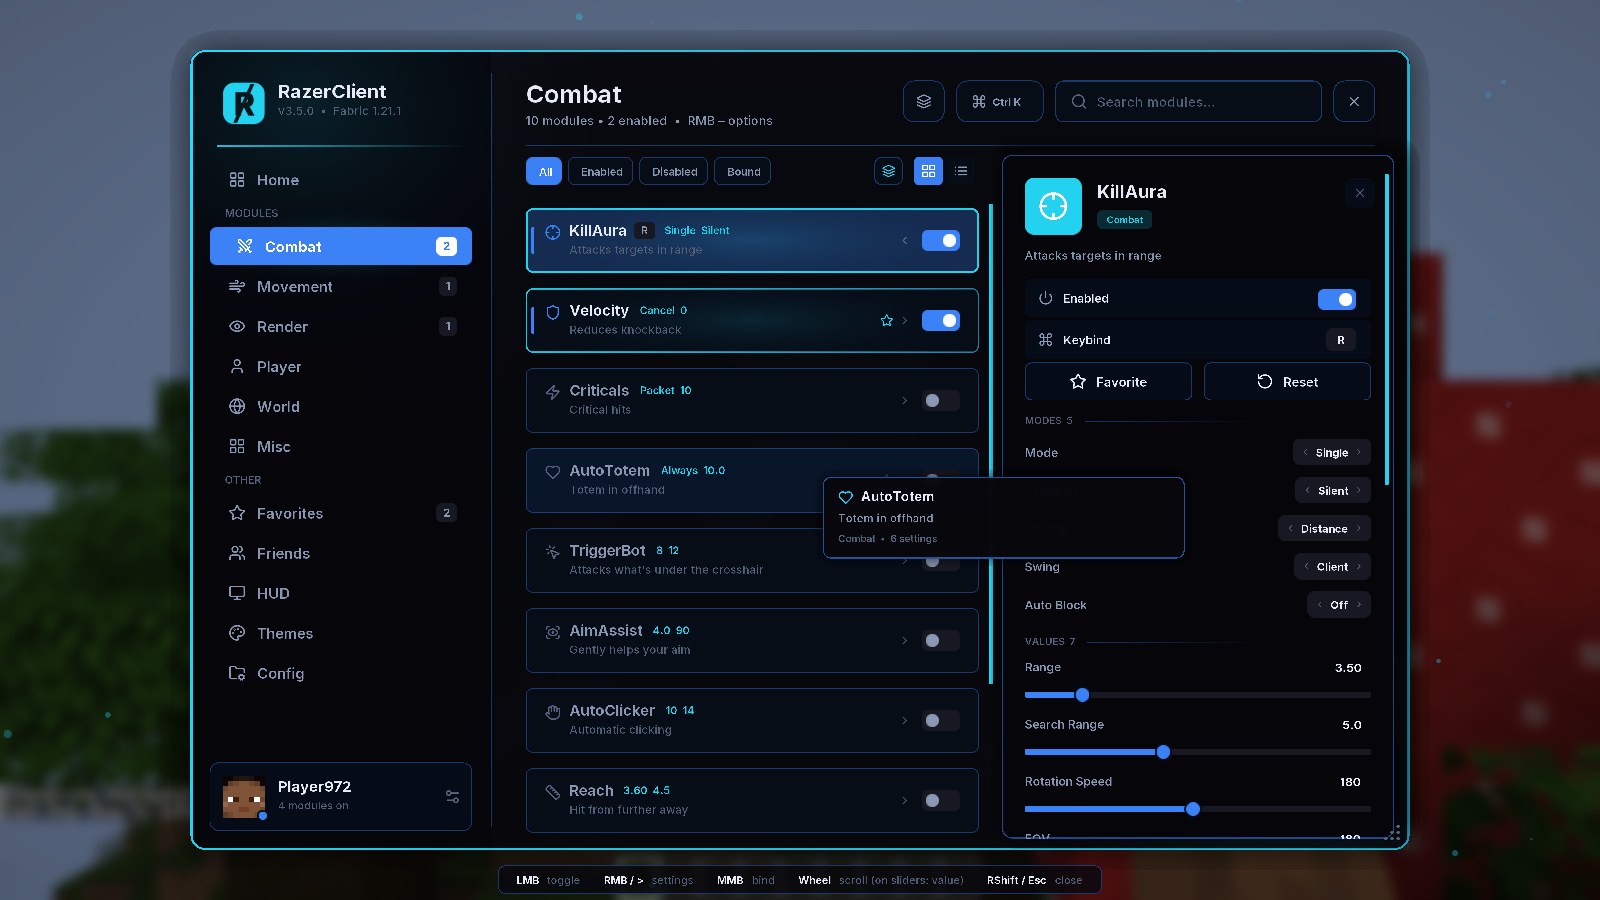 RazerClient
v3.5.0 • Fabric 1.21.1
Home
MODULES
Combat 2
Movement 1
Render 1
Player
World
Misc
OTHER
Favorites 2
Friends
HUD
Themes
Config
Player972
4 modules on
Combat
10 modules • 2 enabled • RMB – options
Ctrl K
Search modules...
All Enabled Disabled Bound
KillAura R Single Silent
Attacks targets in range
Velocity Cancel 0
Reduces knockback
Criticals Packet 10
Critical hits
AutoTotem Always 10.0
Totem in offhand
TriggerBot 8 12
Attacks what's under the crosshair
AimAssist 4.0 90
Gently helps your aim
AutoClicker 10 14
Automatic clicking
Reach 3.60 4.5
Hit from further away
AutoTotem
Totem in offhand
Combat • 6 settings
KillAura
Combat
Attacks targets in range
Enabled
Keybind R
Favorite Reset
MODES 5
Mode Single
Silent
Distance
Swing Client
Auto Block Off
VALUES 7
Range 3.50
Search Range 5.0
Rotation Speed 180
FOV 180
LMB toggle RMB / > settings MMB bind Wheel scroll (on sliders: value) RShift / Esc close